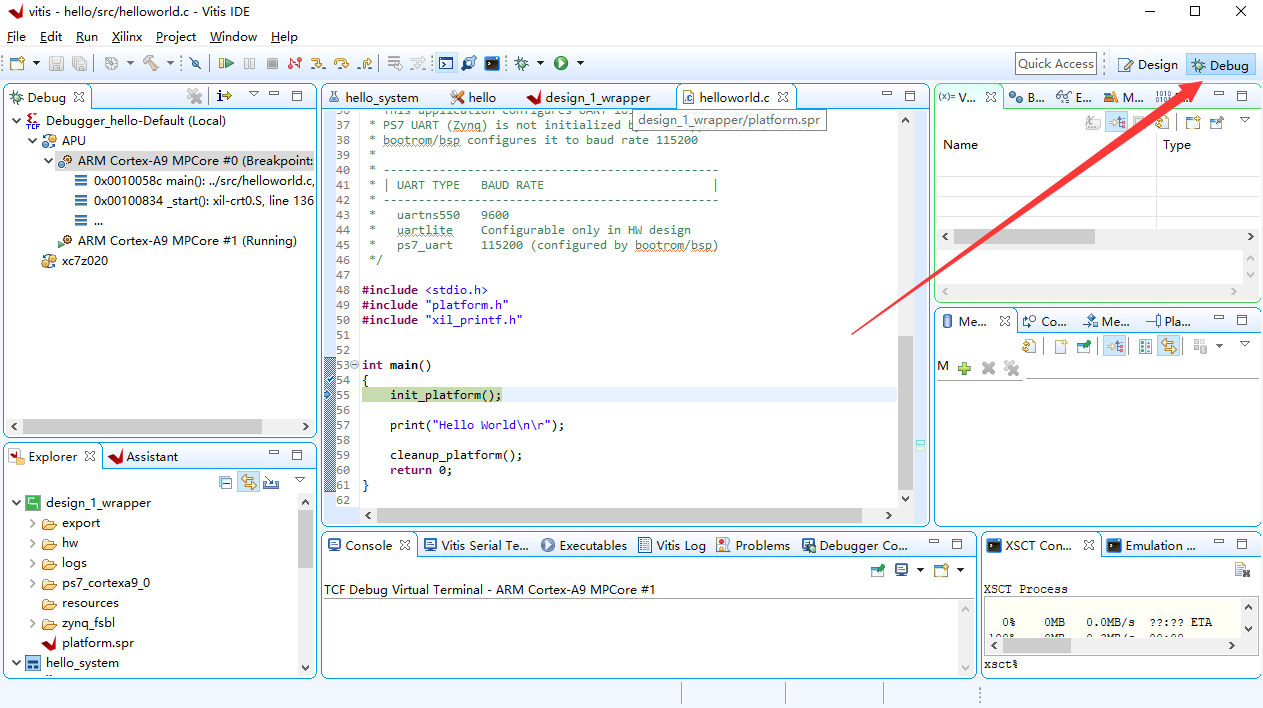 vitis - hello/src/helloworld.c - Vitis IDE
File Edit Run Xilinx Project Window Help
Quick Access Design Debug
Debug
Debugger_hello-Default (Local)
APU
ARM Cortex-A9 MPCore #0 (Breakpoint:
0x0010058c main(): ../src/helloworld.c,
0x00100834 _start(): xil-crt0.S, line 136
...
ARM Cortex-A9 MPCore #1 (Running)
xc7z020
hello_system hello design_1_wrapper helloworld.c
design_1_wrapper/platform.spr
36 * This application configures UART
37 * PS7 UART (Zynq) is not initialized
38 * bootrom/bsp configures it to baud rate 115200
39 *
40 * ------------------------------------------------
41 * | UART TYPE   BAUD RATE                        |
42 * ------------------------------------------------
43 *   uartns550   9600
44 *   uartlite    Configurable only in HW design
45 *   ps7_uart    115200 (configured by bootrom/bsp)
46 */
47
48 #include <stdio.h>
49 #include "platform.h"
50 #include "xil_printf.h"
51
52
53 int main()
54 {
55     init_platform();
56
57     print("Hello World\n\r");
58
59     cleanup_platform();
60     return 0;
61 }
62
(x)= V... B... E... M...
Name Type
Me... Co... Me... Pla...
M
Explorer Assistant
design_1_wrapper
export
hw
logs
ps7_cortexa9_0
resources
zynq_fsbl
platform.spr
hello_system
Console Vitis Serial Te... Executables Vitis Log Problems Debugger Co...
TCF Debug Virtual Terminal - ARM Cortex-A9 MPCore #1
XSCT Con... Emulation ...
XSCT Process
0%    0MB   0.0MB/s  ??:?? ETA
xsct%